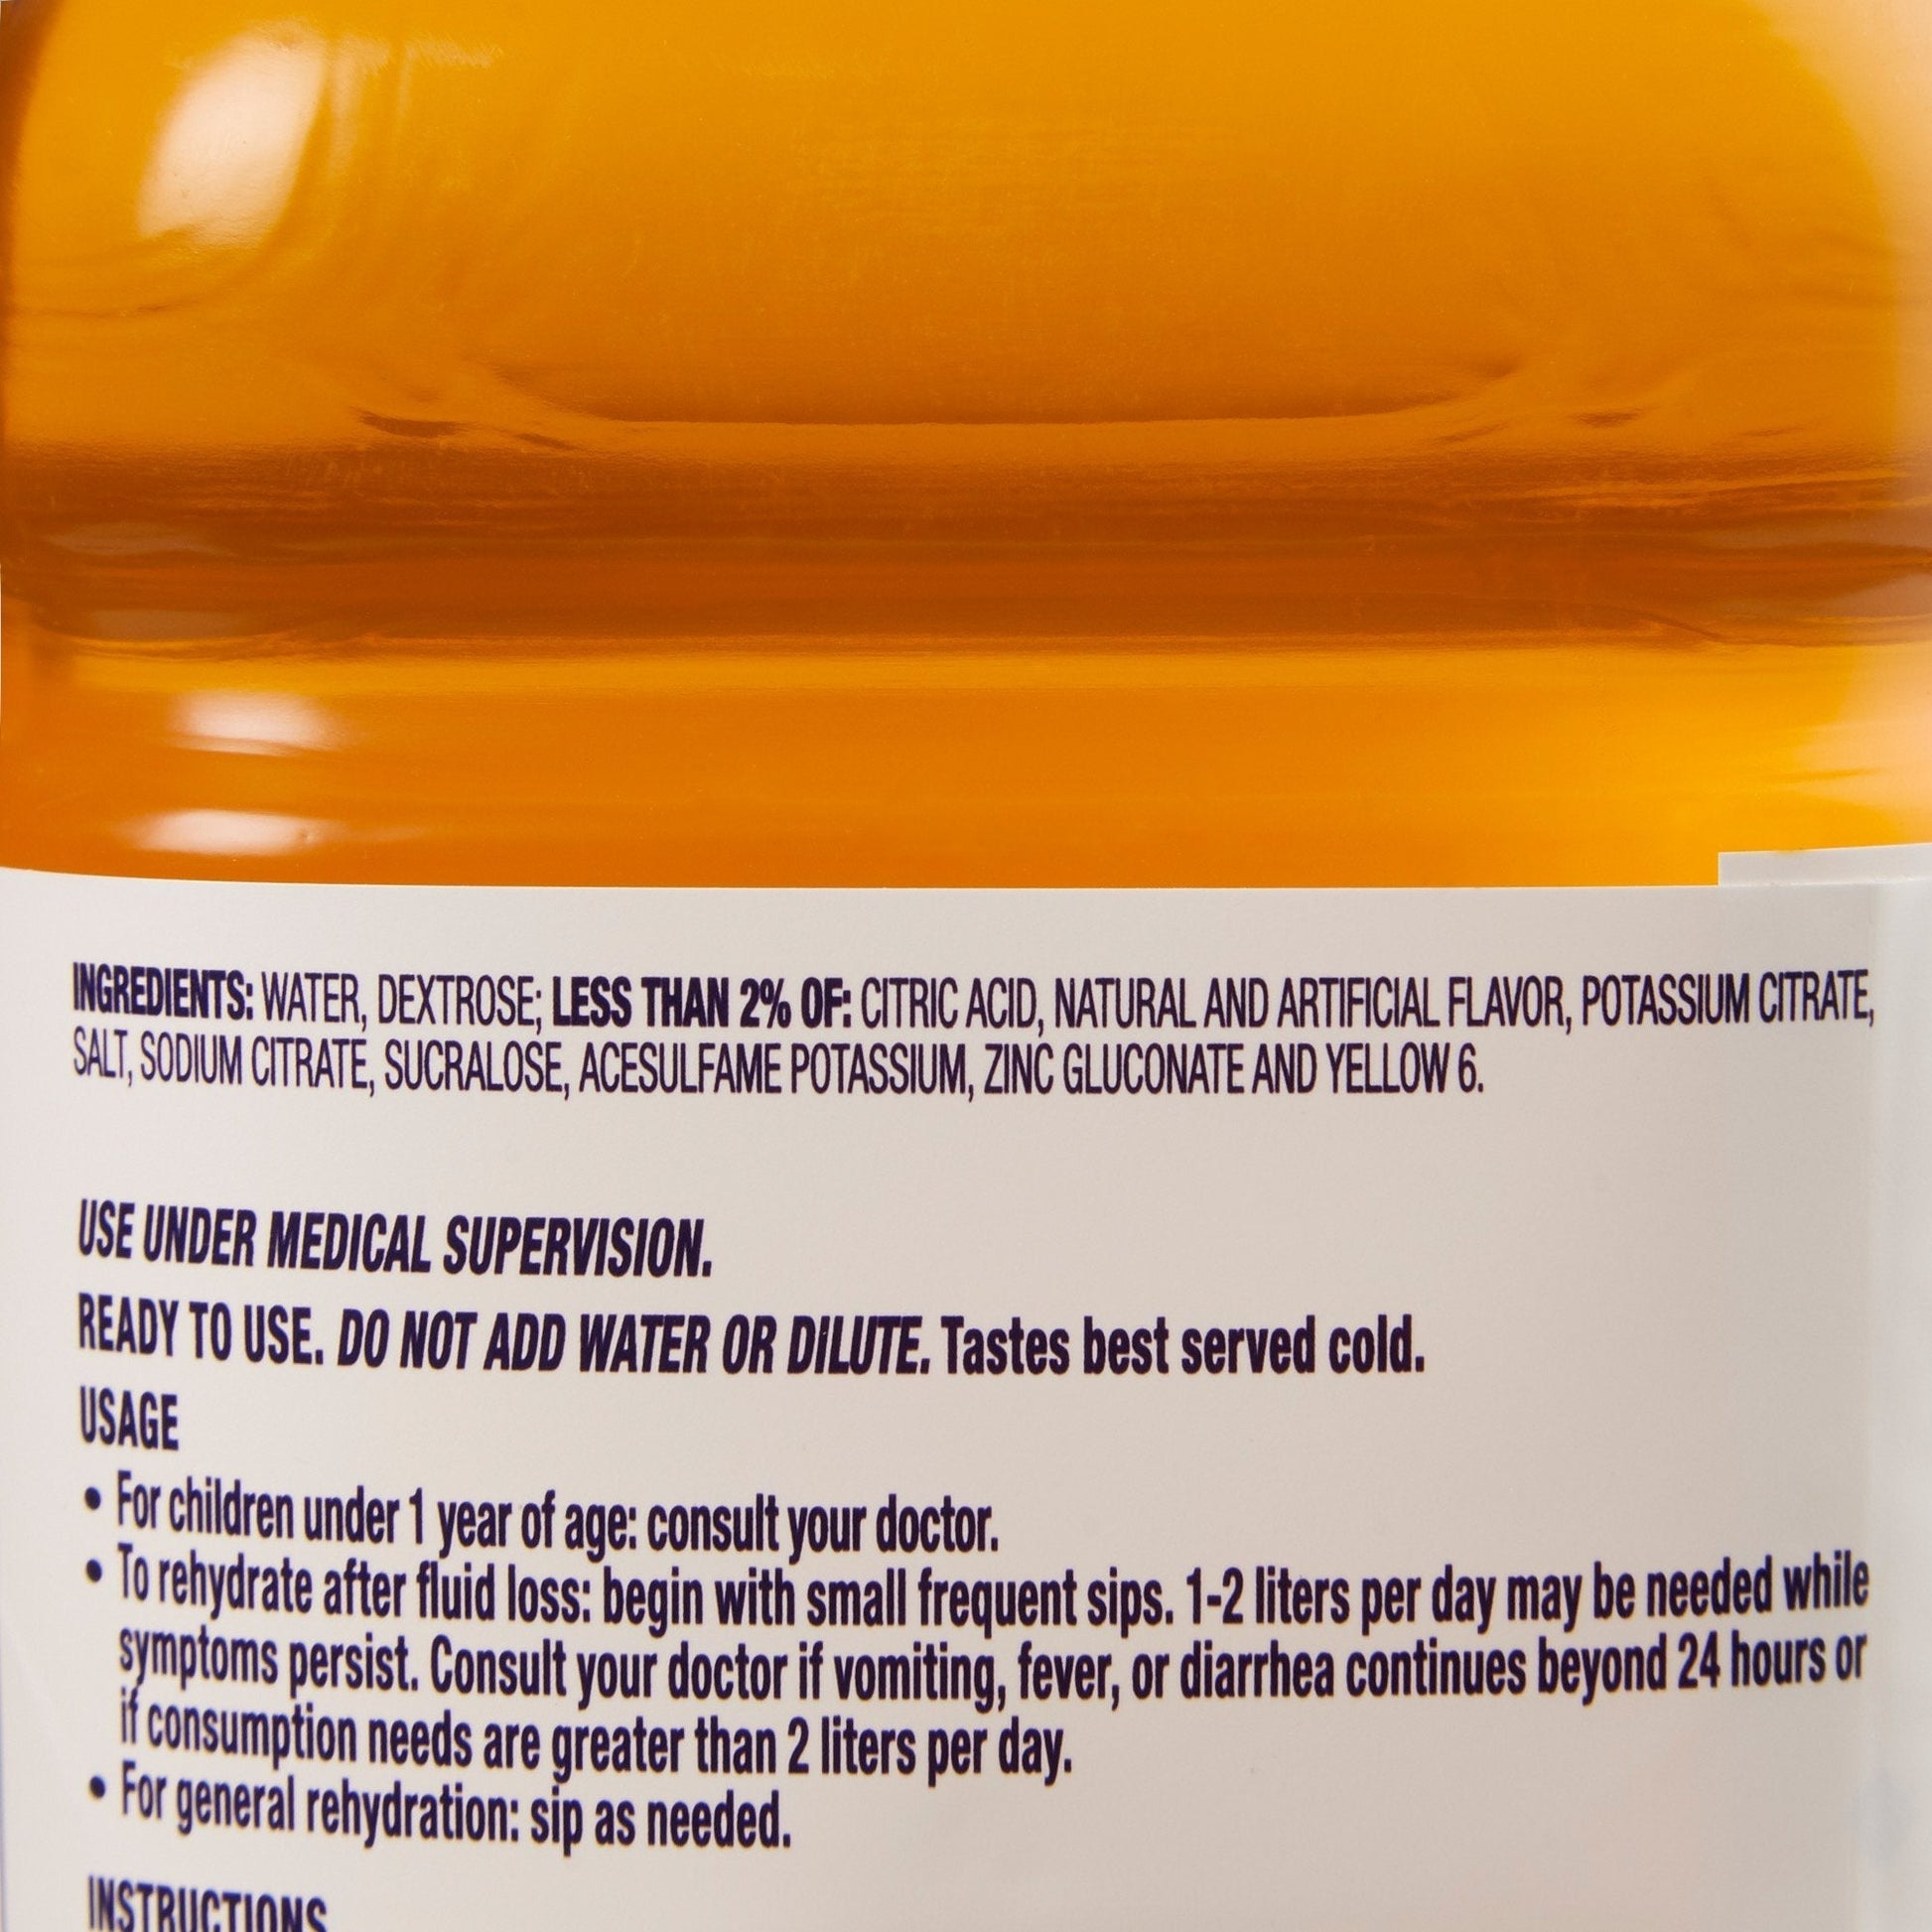 INGREDIENTS: WATER, DEXTROSE; LESS THAN 2% OF: CITRIC ACID, NATURAL AND ARTIFICIAL FLAVOR, POTASSIUM CITRATE,
SALT, SODIUM CITRATE, SUCRALOSE, ACESULFAME POTASSIUM, ZINC GLUCONATE AND YELLOW 6.
USE UNDER MEDICAL SUPERVISION.
READY TO USE. DO NOT ADD WATER OR DILUTE. Tastes best served cold.
USAGE
• For children under 1 year of age: consult your doctor.
• To rehydrate after fluid loss: begin with small frequent sips. 1-2 liters per day may be needed while
symptoms persist. Consult your doctor if vomiting, fever, or diarrhea continues beyond 24 hours or
if consumption needs are greater than 2 liters per day.
• For general rehydration: sip as needed.
INSTRUCTIONS